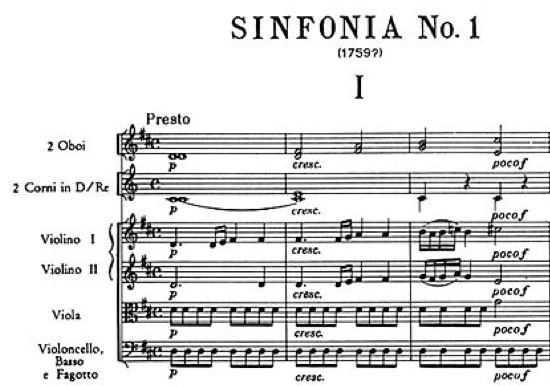 SINFONIA No. 1
(1759?)
I
Presto
2 Oboi
p cresc. poco f
2 Corni in D/Re
p cresc. poco f
Violino I
p cresc. poco f
Violino II
p cresc. poco f
Viola
p cresc. poco f
Violoncello,
Basso
e Fagotto
p cresc. poco f